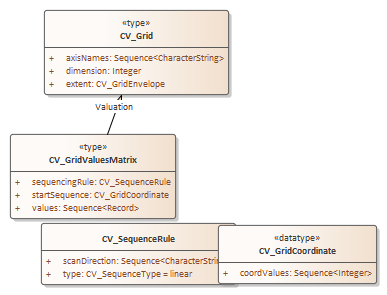 «type»
CV_Grid
+ axisNames: Sequence<CharacterString>
+ dimension: Integer
+ extent: CV_GridEnvelope
Valuation
«type»
CV_GridValuesMatrix
+ sequencingRule: CV_SequenceRule
+ startSequence: CV_GridCoordinate
+ values: Sequence<Record>
CV_SequenceRule
+ scanDirection: Sequence<CharacterStrin
+ type: CV_SequenceType = linear
«datatype»
CV_GridCoordinate
+ coordValues: Sequence<Integer>